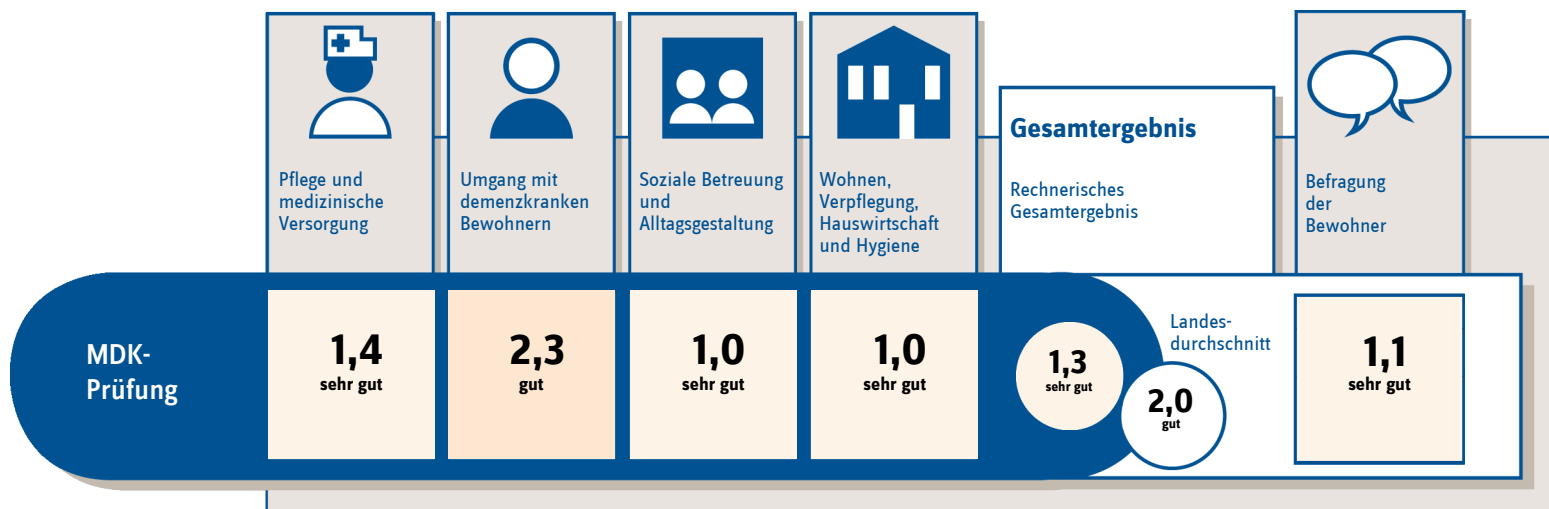 Pflege und
medizinische
Versorgung
Umgang mit
demenzkranken
Bewohnern
Soziale Betreuung
und
Alltagsgestaltung
Wohnen,
Verpflegung,
Hauswirtschaft
und Hygiene
Gesamtergebnis
Rechnerisches
Gesamtergebnis
Befragung
der
Bewohner
MDK-
Prüfung
1,4
sehr gut
2,3
gut
1,0
sehr gut
1,0
sehr gut
1,3
sehr gut
Landes-
durchschnitt
2,0
gut
1,1
sehr gut